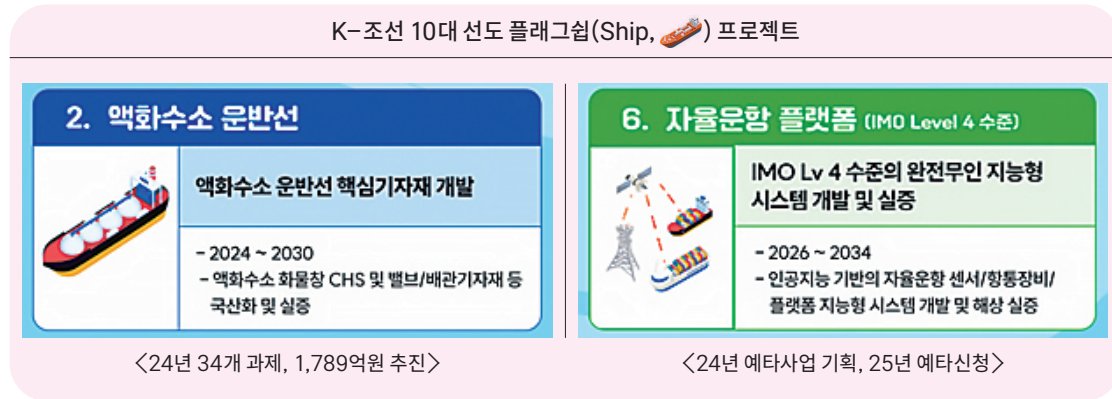 K-조선 10대 선도 플래그쉽(Ship, ) 프로젝트
2. 액화수소 운반선
액화수소 운반선 핵심기자재 개발
- 2024 ~ 2030
- 액화수소 화물창 CHS 및 밸브/배관기자재 등
국산화 및 실증
<24년 34개 과제, 1,789억원 추진>
6. 자율운항 플랫폼 (IMO Level 4 수준)
IMO Lv 4 수준의 완전무인 지능형
시스템 개발 및 실증
- 2026 ~ 2034
- 인공지능 기반의 자율운항 센서/항통장비/
플랫폼 지능형 시스템 개발 및 해상 실증
<24년 예타사업 기획, 25년 예타신청>